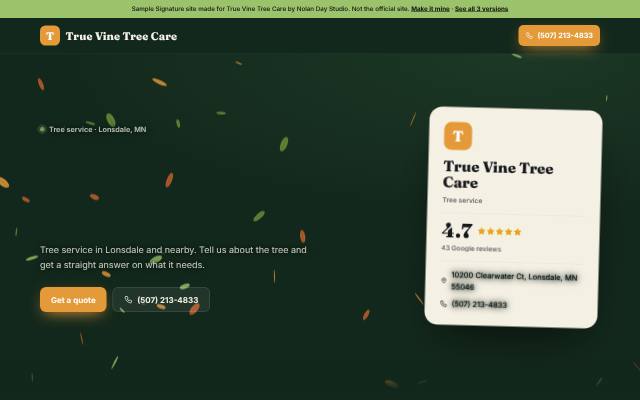 Sample Signature site made for True Vine Tree Care by Nolan Day Studio. Not the official site. Make it mine · See all 3 versions
T True Vine Tree Care
(507) 213-4833
Tree service · Lonsdale, MN
Tree service in Lonsdale and nearby. Tell us about the tree and
get a straight answer on what it needs.
Get a quote
(507) 213-4833
T
True Vine Tree
Care
Tree service
4.7 ★★★★★
43 Google reviews
10200 Clearwater Ct, Lonsdale, MN
55046
(507) 213-4833